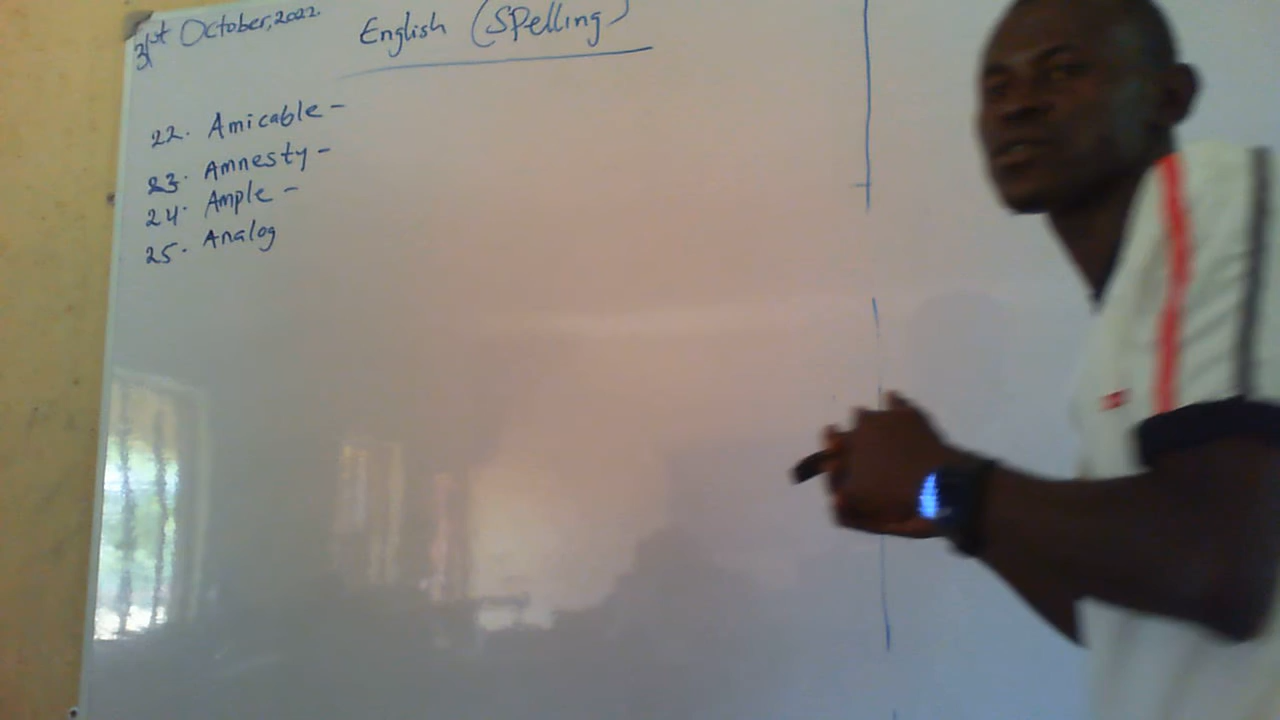 31st October, 2022
English (Spelling)
22. Amicable -
23. Amnesty -
24. Ample -
25. Analog